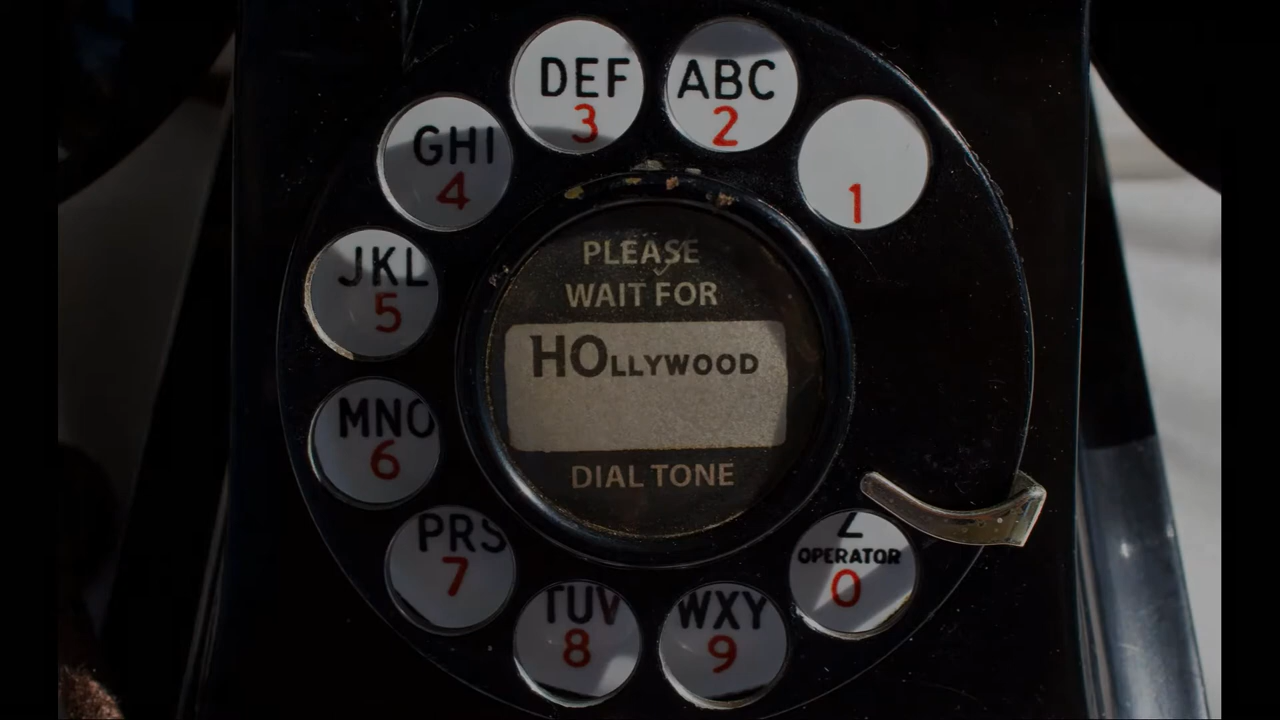 DEF
3
ABC
2
GHI
4
1
JKL
5
PLEASE
WAIT FOR
HOLLYWOOD
DIAL TONE
MNO
6
PRS
7
TUV
8
WXY
9
Z
OPERATOR
0